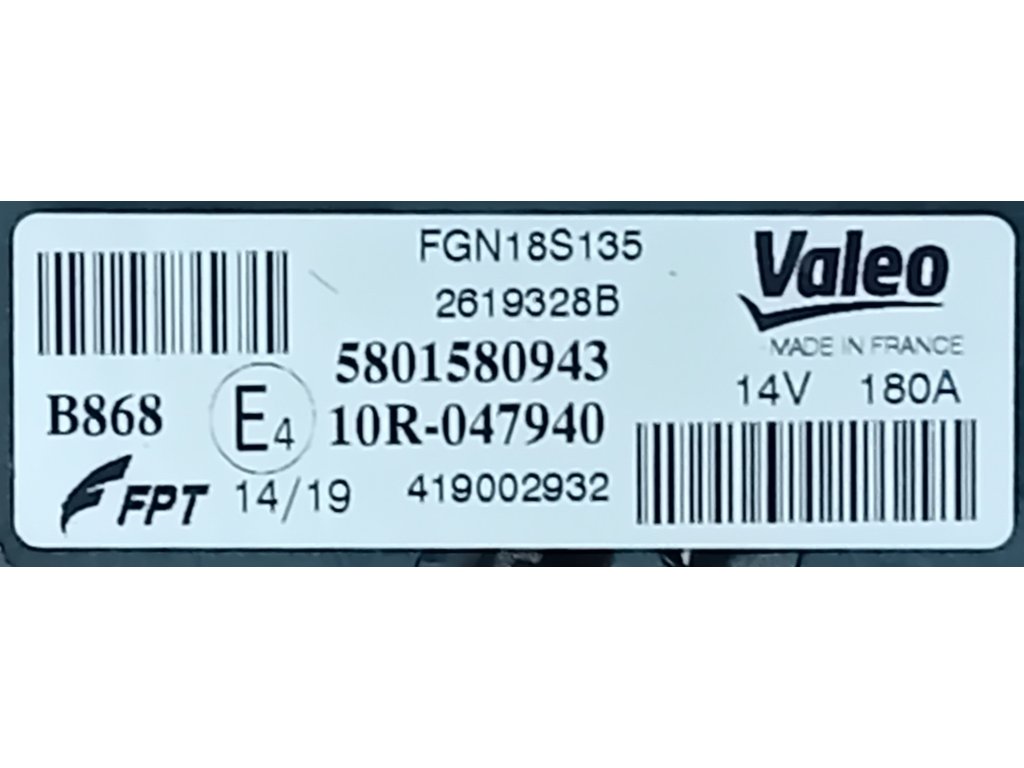 FGN18S135
Valeo
2619328B
MADE IN FRANCE
5801580943
14V 180A
B868
E4
10R-047940
FPT
14/19
419002932